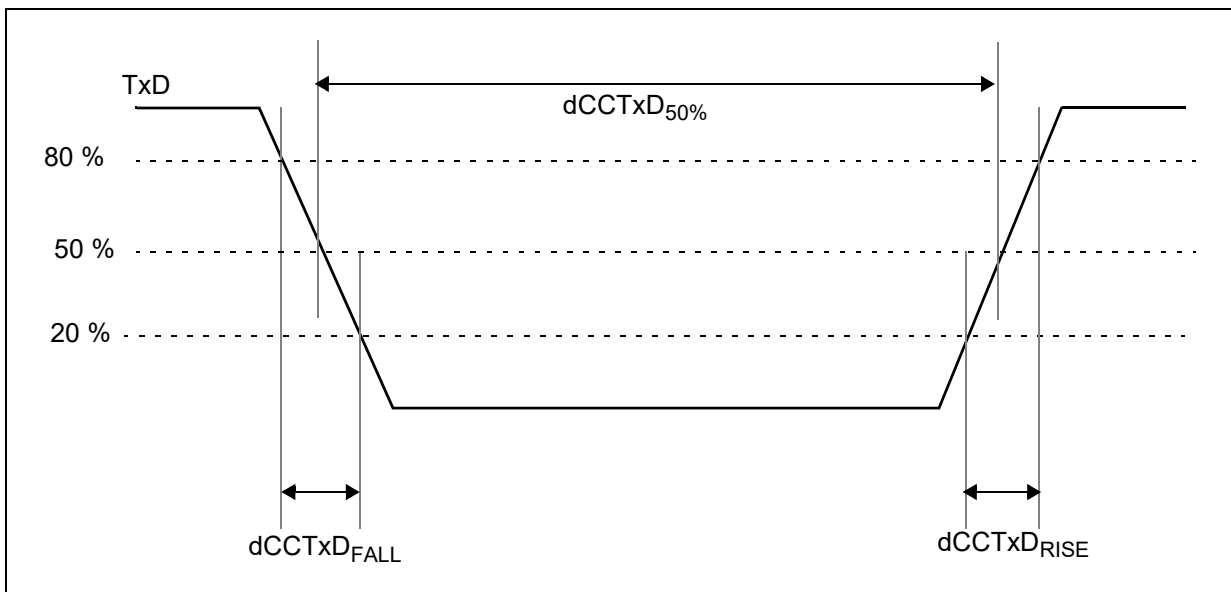 TxD
dCCTxD50%
80 %
50 %
20 %
dCCTxDFALL
dCCTxDRISE